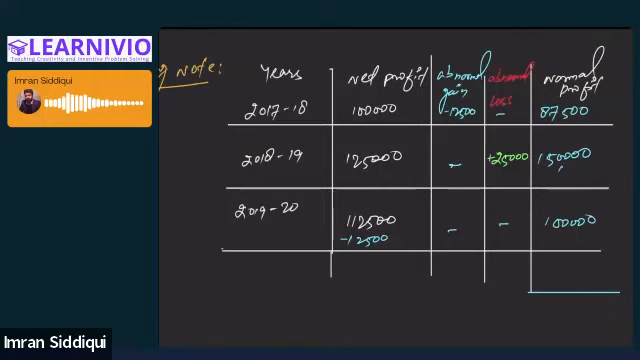 LEARNIVIO
Teaching Creativity and Inventive Problem Solving
Imran Siddiqui
g Note:
Years Net profit abnormal gain abnormal loss normal profit
2017-18 100000 -12500 - 87500
2018-19 125000 - +25000 150000
2019-20 112500 - - 100000
-12500
Imran Siddiqui